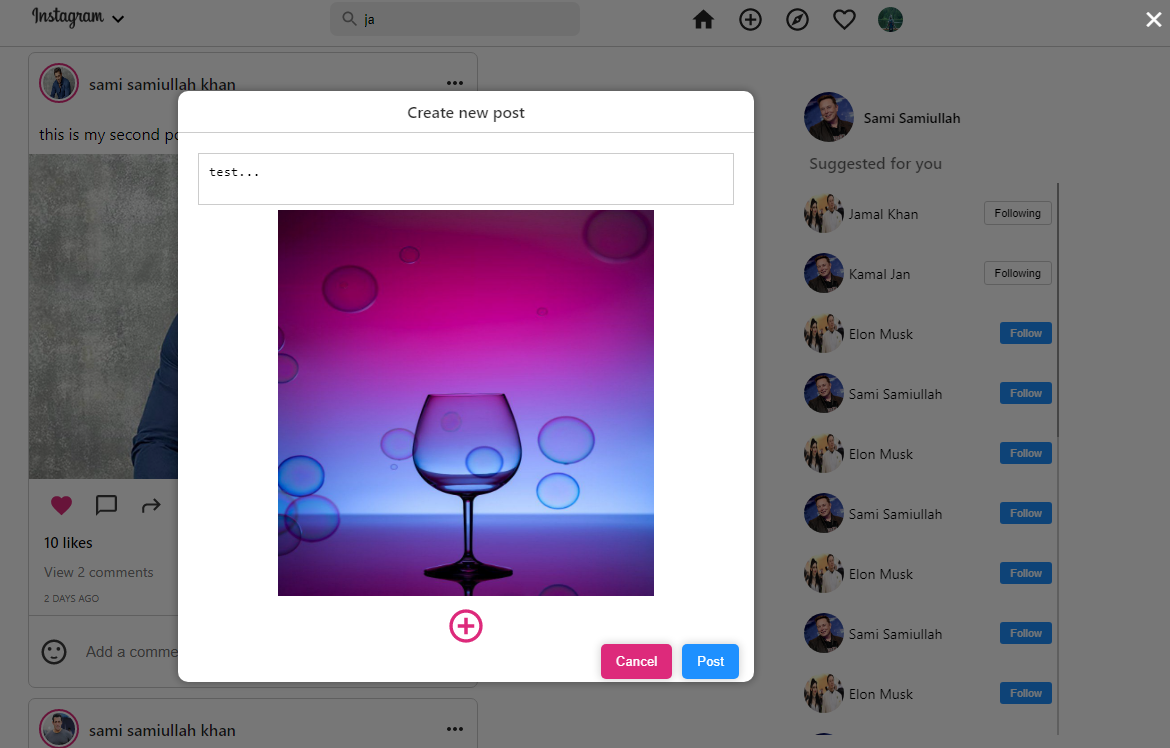 Instagram
ja
sami samiullah khan
this is my second
10 likes
View 2 comments
2 DAYS AGO
Add a
sami samiullah khan
Create new post
test...
Cancel
Post
Sami Samiullah
Suggested for you
Jamal Khan Following
Kamal Jan Following
Elon Musk Follow
Sami Samiullah Follow
Elon Musk Follow
Sami Samiullah Follow
Elon Musk Follow
Sami Samiullah Follow
Elon Musk Follow